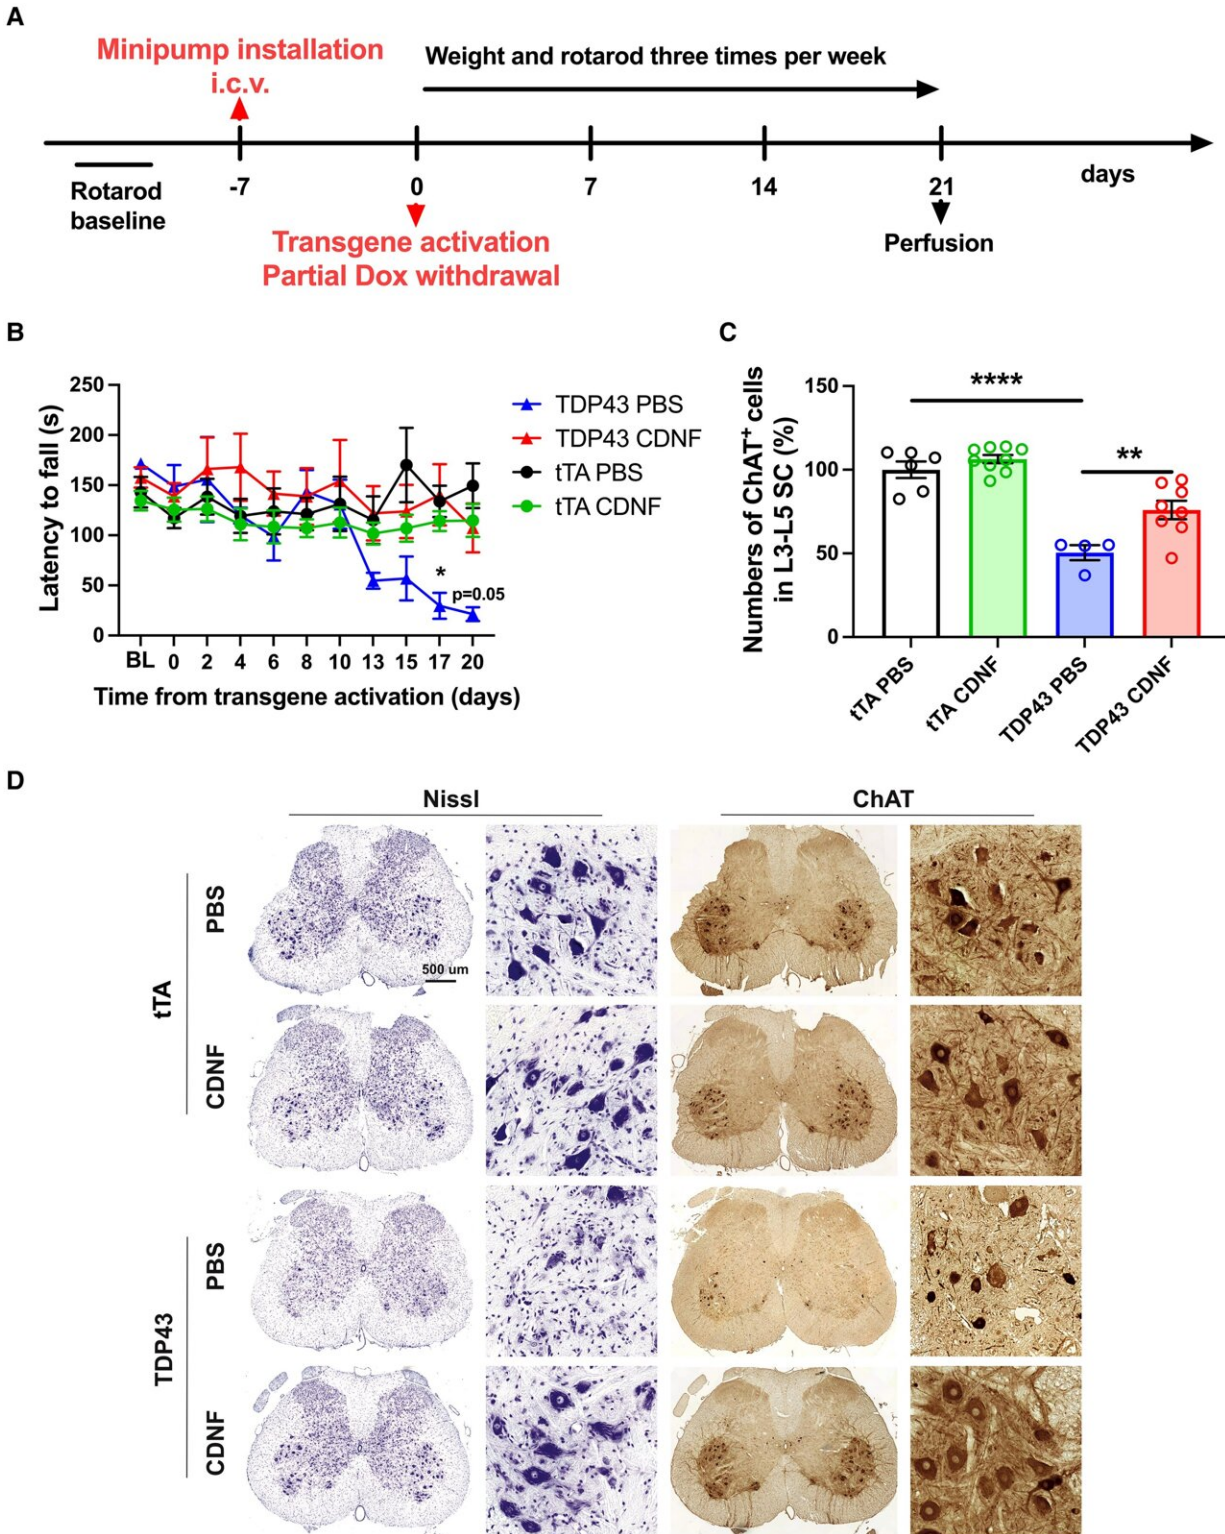 A
Minipump installation
i.c.v.
Weight and rotarod three times per week
Rotarod
baseline
-7
0
7
14
21
days
Transgene activation
Partial Dox withdrawal
Perfusion
B
Latency to fall (s)
250
200
150
100
50
0
BL 0 2 4 6 8 10 13 15 17 20
Time from transgene activation (days)
*
p=0.05
TDP43 PBS
TDP43 CDNF
tTA PBS
tTA CDNF
C
Numbers of ChAT⁺ cells
in L3-L5 SC (%)
150
100
50
0
****
**
tTA PBS
tTA CDNF
TDP43 PBS
TDP43 CDNF
D
Nissl
ChAT
tTA
PBS
500 um
CDNF
TDP43
PBS
CDNF